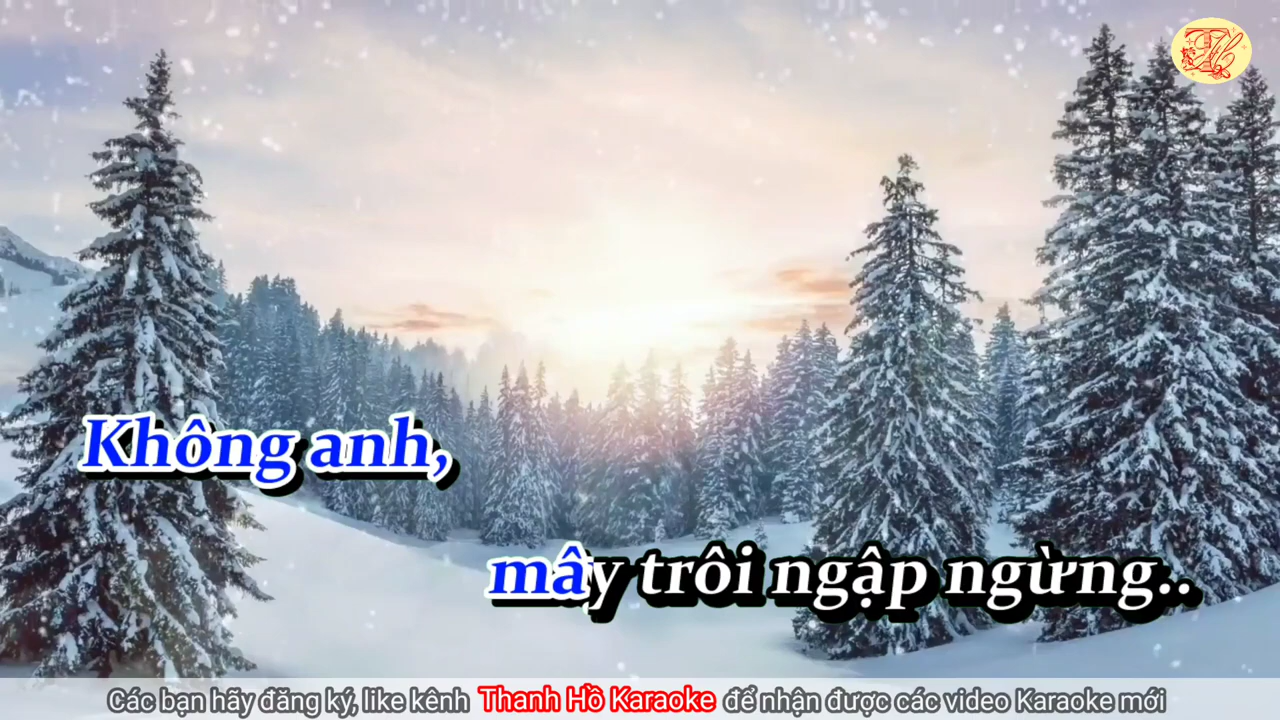 Không anh,
mây trôi ngập ngừng..
Các bạn hãy đăng ký, like kênh Thanh Hồ Karaoke để nhận được các video Karaoke mới